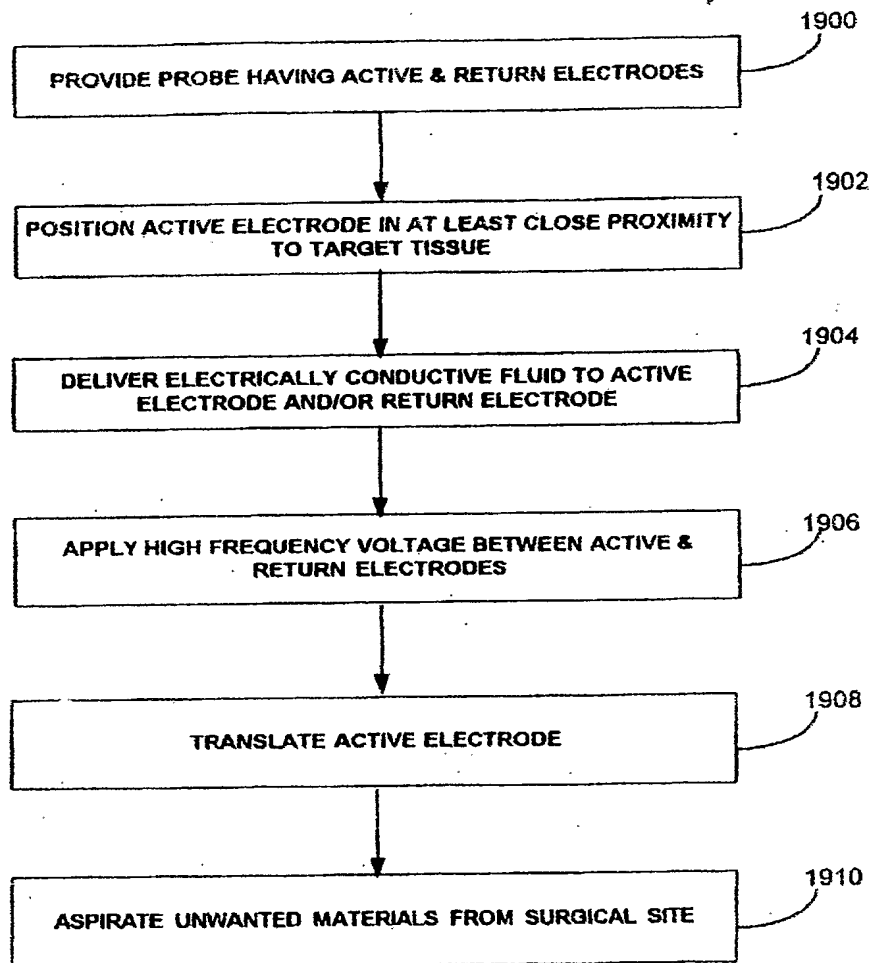 1900
PROVIDE PROBE HAVING ACTIVE & RETURN ELECTRODES
1902
POSITION ACTIVE ELECTRODE IN AT LEAST CLOSE PROXIMITY
TO TARGET TISSUE
1904
DELIVER ELECTRICALLY CONDUCTIVE FLUID TO ACTIVE
ELECTRODE AND/OR RETURN ELECTRODE
1906
APPLY HIGH FREQUENCY VOLTAGE BETWEEN ACTIVE &
RETURN ELECTRODES
1908
TRANSLATE ACTIVE ELECTRODE
1910
ASPIRATE UNWANTED MATERIALS FROM SURGICAL SITE